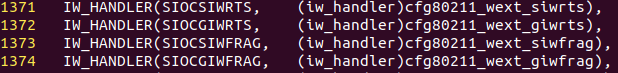 1371 IW_HANDLER(SIOCSIWRTS, (iw_handler)cfg80211_wext_siwrts),
1372 IW_HANDLER(SIOCGIWRTS, (iw_handler)cfg80211_wext_giwrts),
1373 IW_HANDLER(SIOCSIWFRAG, (iw_handler)cfg80211_wext_siwfrag),
1374 IW_HANDLER(SIOCGIWFRAG, (iw_handler)cfg80211_wext_giwfrag),